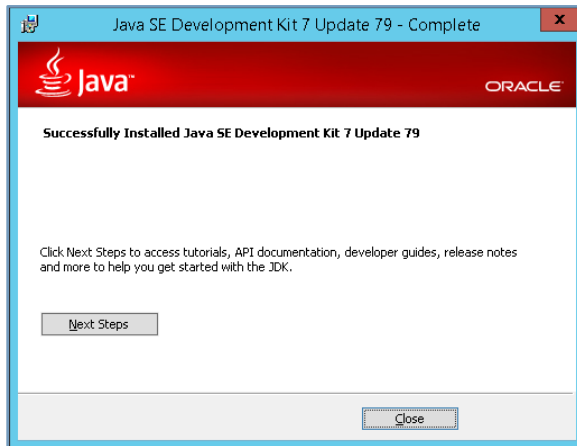 Java SE Development Kit 7 Update 79 - Complete
x
Java™
ORACLE®
Successfully Installed Java SE Development Kit 7 Update 79
Click Next Steps to access tutorials, API documentation, developer guides, release notes
and more to help you get started with the JDK.
Next Steps
Close